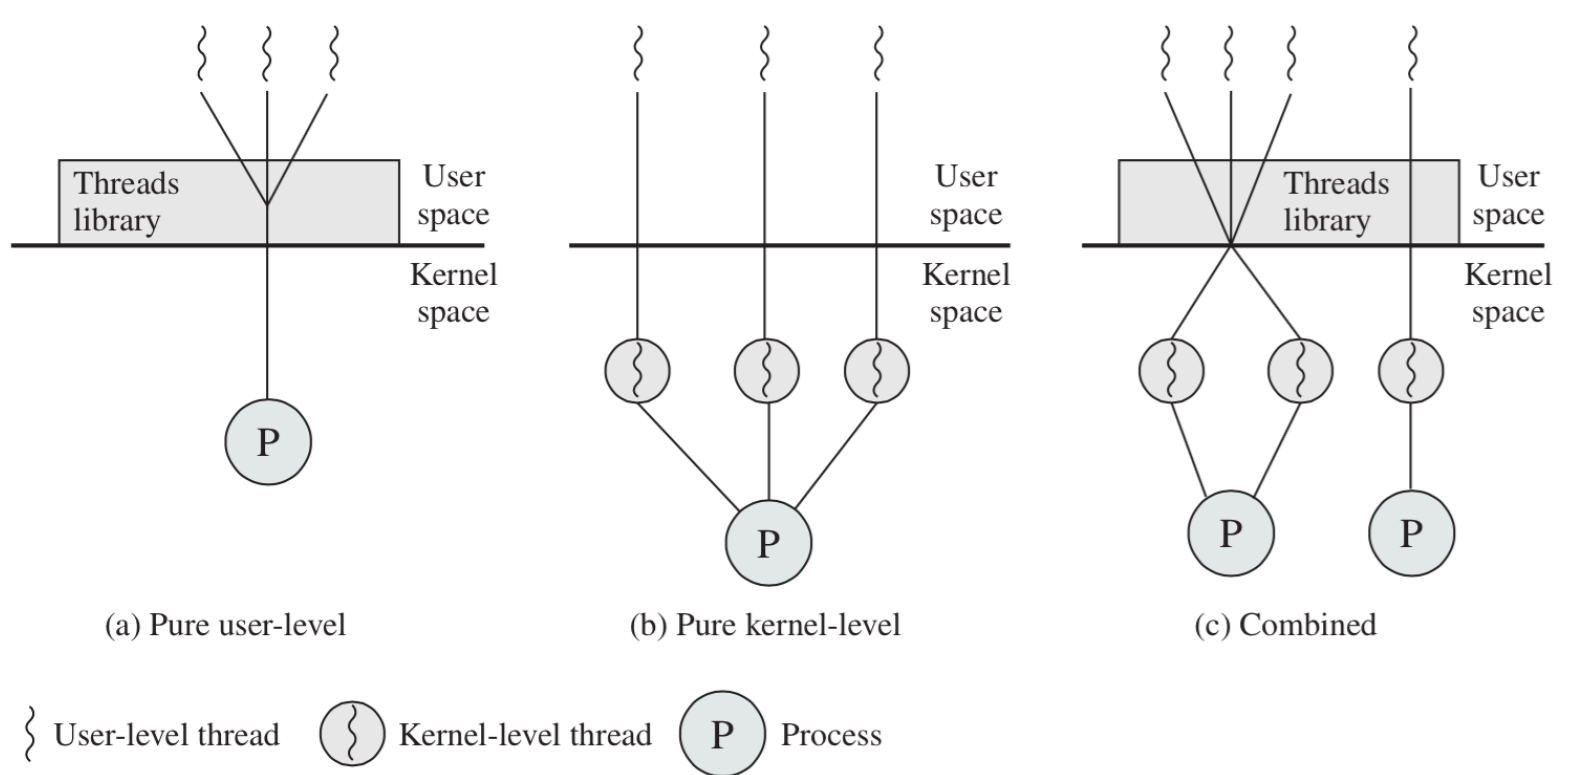 Threads
library
User
space
Kernel
space
P
(a) Pure user-level
User
space
Kernel
space
P
(b) Pure kernel-level
Threads
library
User
space
Kernel
space
P
P
(c) Combined
User-level thread
Kernel-level thread
P
Process